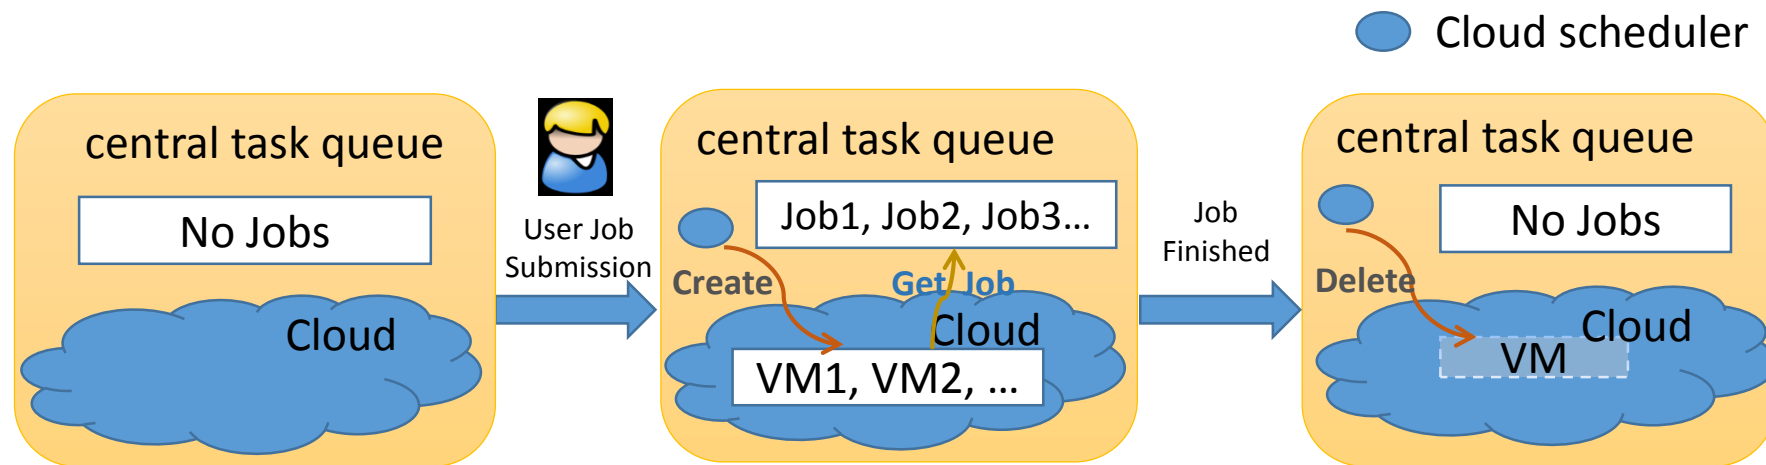 Cloud scheduler
central task queue
No Jobs
Cloud
User Job
Submission
central task queue
Job1, Job2, Job3...
Create
Get Job
Cloud
VM1, VM2, ...
Job
Finished
central task queue
No Jobs
Delete
Cloud
VM